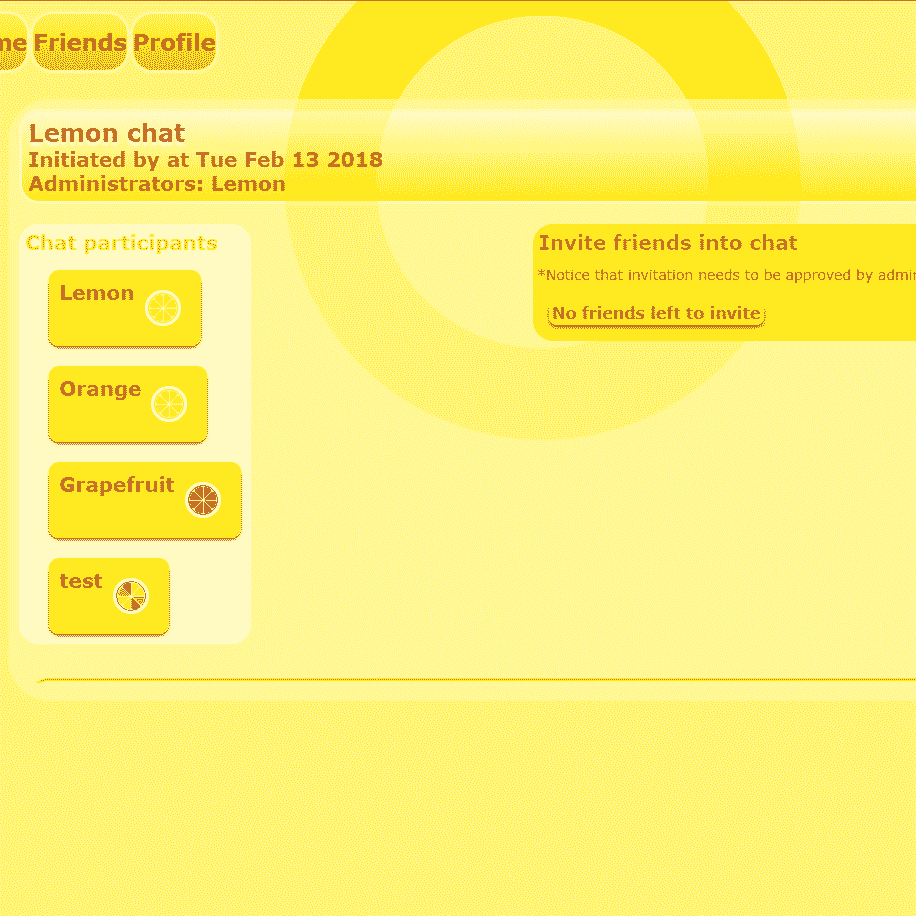 me Friends Profile
Lemon chat
Initiated by at Tue Feb 13 2018
Administrators: Lemon
Chat participants
Lemon
Orange
Grapefruit
test
Invite friends into chat
*Notice that invitation needs to be approved by admin
No friends left to invite